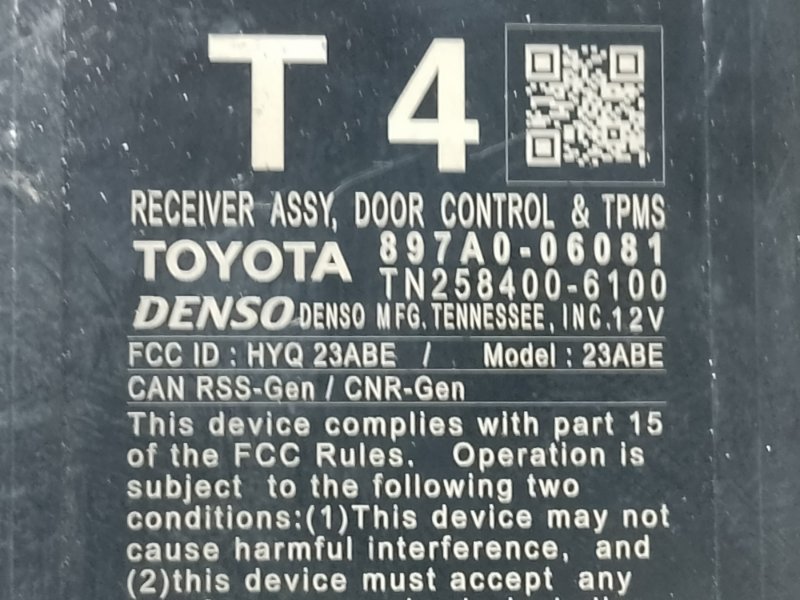 T 4
RECEIVER ASSY, DOOR CONTROL & TPMS
TOYOTA 897A0-06081
TN258400-6100
DENSO DENSO MFG. TENNESSEE, INC. 12V
FCC ID : HYQ 23ABE / Model : 23ABE
CAN RSS-Gen / CNR-Gen
This device complies with part 15
of the FCC Rules. Operation is
subject to the following two
conditions:(1)This device may not
cause harmful interference, and
(2)this device must accept any